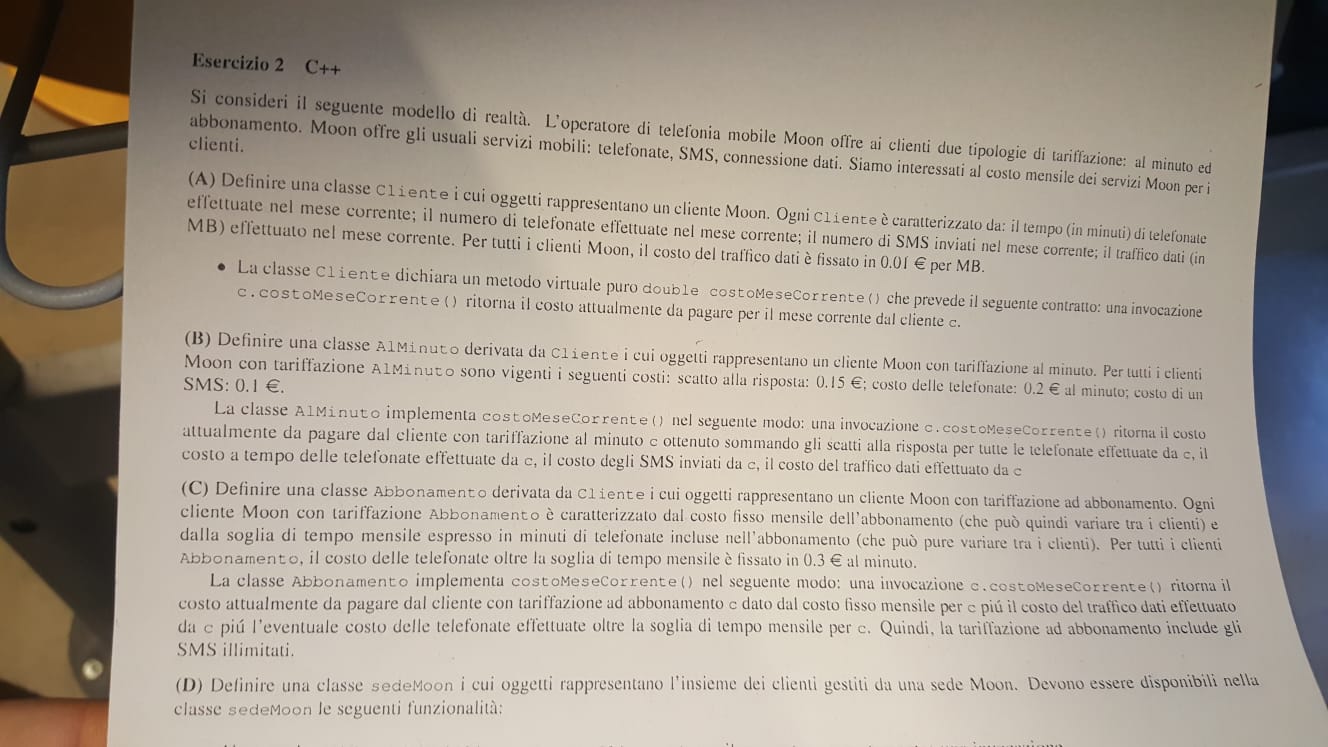 Esercizio 2 C++
Si consideri il seguente modello di realtà. L'operatore di telefonia mobile Moon offre ai clienti due tipologie di tariffazione: al minuto ed
abbonamento. Moon offre gli usuali servizi mobili: telefonate, SMS, connessione dati. Siamo interessati al costo mensile dei servizi Moon per i
clienti.
(A) Definire una classe Cliente i cui oggetti rappresentano un cliente Moon. Ogni Cliente è caratterizzato da: il tempo (in minuti) di telefonate
effettuate nel mese corrente; il numero di telefonate effettuate nel mese corrente; il numero di SMS inviati nel mese corrente; il traffico dati (in
MB) effettuato nel mese corrente. Per tutti i clienti Moon, il costo del traffico dati è fissato in 0.01 € per MB.
• La classe Cliente dichiara un metodo virtuale puro double costoMeseCorrente() che prevede il seguente contratto: una invocazione
c.costoMeseCorrente() ritorna il costo attualmente da pagare per il mese corrente dal cliente c.
(B) Definire una classe AlMinuto derivata da Cliente i cui oggetti rappresentano un cliente Moon con tariffazione al minuto. Per tutti i clienti
Moon con tariffazione AlMinuto sono vigenti i seguenti costi: scatto alla risposta: 0.15 €; costo delle telefonate: 0.2 € al minuto; costo di un
SMS: 0.1 €.
La classe AlMinuto implementa costoMeseCorrente() nel seguente modo: una invocazione c.costoMeseCorrente() ritorna il costo
attualmente da pagare dal cliente con tariffazione al minuto c ottenuto sommando gli scatti alla risposta per tutte le telefonate effettuate da c, il
costo a tempo delle telefonate effettuate da c, il costo degli SMS inviati da c, il costo del traffico dati effettuato da c
(C) Definire una classe Abbonamento derivata da Cliente i cui oggetti rappresentano un cliente Moon con tariffazione ad abbonamento. Ogni
cliente Moon con tariffazione Abbonamento è caratterizzato dal costo fisso mensile dell'abbonamento (che può quindi variare tra i clienti) e
dalla soglia di tempo mensile espresso in minuti di telefonate incluse nell'abbonamento (che può pure variare tra i clienti). Per tutti i clienti
Abbonamento, il costo delle telefonate oltre la soglia di tempo mensile è fissato in 0.3 € al minuto.
La classe Abbonamento implementa costoMeseCorrente() nel seguente modo: una invocazione c.costoMeseCorrente() ritorna il
costo attualmente da pagare dal cliente con tariffazione ad abbonamento c dato dal costo fisso mensile per c piú il costo del traffico dati effettuato
da c piú l'eventuale costo delle telefonate effettuate oltre la soglia di tempo mensile per c. Quindi, la tariffazione ad abbonamento include gli
SMS illimitati.
(D) Definire una classe sedeMoon i cui oggetti rappresentano l'insieme dei clienti gestiti da una sede Moon. Devono essere disponibili nella
classe sedeMoon le seguenti funzionalità: